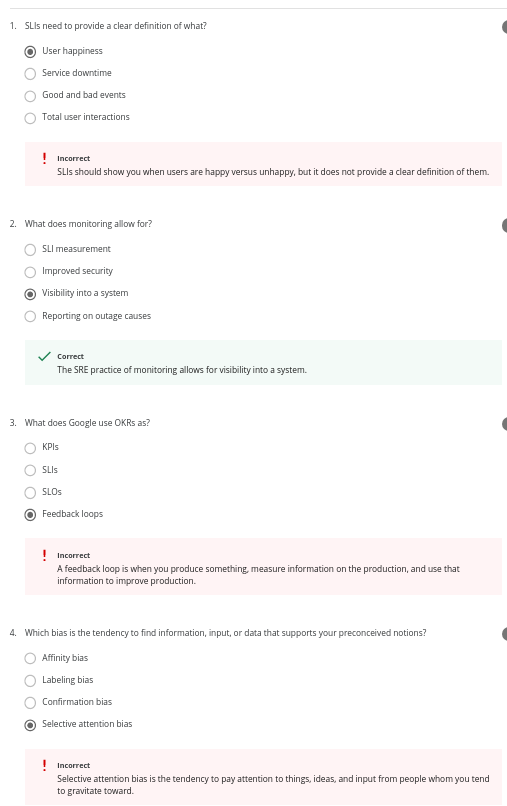 1. SLIs need to provide a clear definition of what?
User happiness
Service downtime
Good and bad events
Total user interactions
Incorrect
SLIs should show you when users are happy versus unhappy, but it does not provide a clear definition of them.
2. What does monitoring allow for?
SLI measurement
Improved security
Visibility into a system
Reporting on outage causes
Correct
The SRE practice of monitoring allows for visibility into a system.
3. What does Google use OKRs as?
KPIs
SLIs
SLOs
Feedback loops
Incorrect
A feedback loop is when you produce something, measure information on the production, and use that
information to improve production.
4. Which bias is the tendency to find information, input, or data that supports your preconceived notions?
Affinity bias
Labeling bias
Confirmation bias
Selective attention bias
Incorrect
Selective attention bias is the tendency to pay attention to things, ideas, and input from people whom you tend
to gravitate toward.